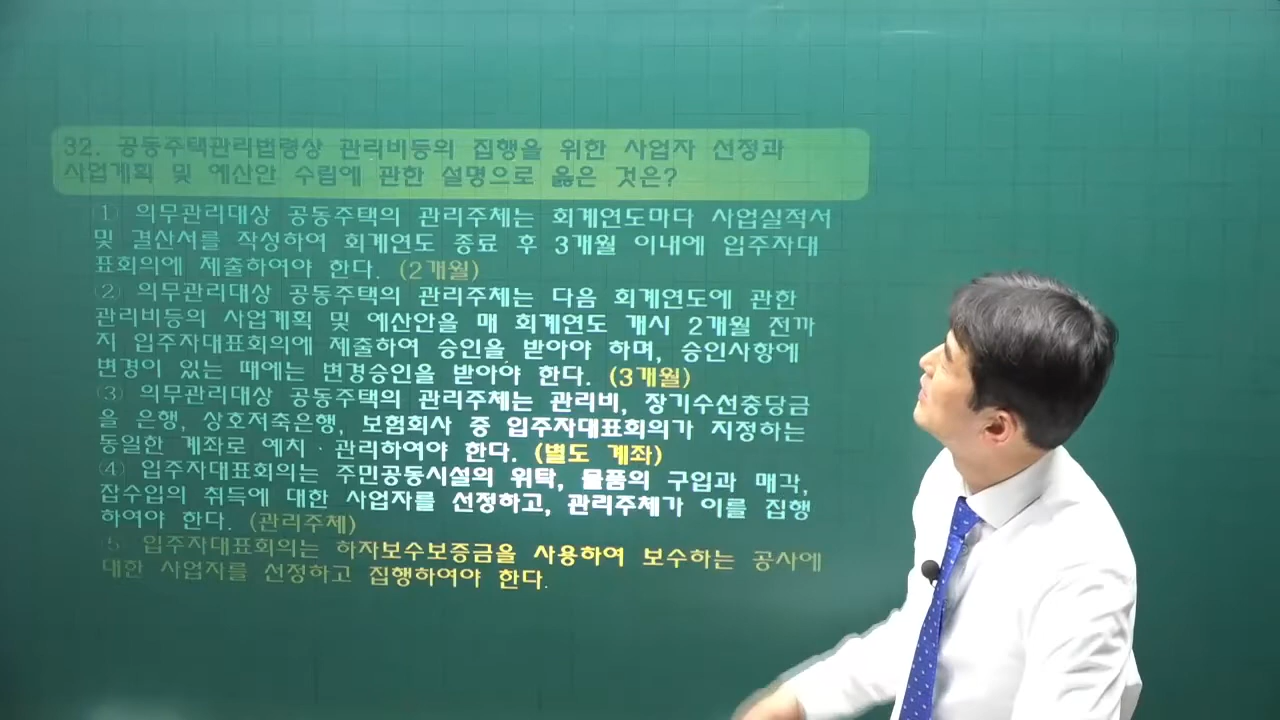 32. 공동주택관리법령상 관리비등의 집행을 위한 사업자 선정과
사업계획 및 예산안 수립에 관한 설명으로 옳은 것은?
① 의무관리대상 공동주택의 관리주체는 회계연도마다 사업실적서
및 결산서를 작성하여 회계연도 종료 후 3개월 이내에 입주자대
표회의에 제출하여야 한다. (2개월)
② 의무관리대상 공동주택의 관리주체는 다음 회계연도에 관한
관리비등의 사업계획 및 예산안을 매 회계연도 개시 2개월 전까
지 입주자대표회의에 제출하여 승인을 받아야 하며, 승인사항에
변경이 있는 때에는 변경승인을 받아야 한다. (3개월)
③ 의무관리대상 공동주택의 관리주체는 관리비, 장기수선충당금
을 은행, 상호저축은행, 보험회사 중 입주자대표회의가 지정하는
동일한 계좌로 예치·관리하여야 한다. (별도 계좌)
④ 입주자대표회의는 주민공동시설의 위탁, 물품의 구입과 매각,
잡수입의 취득에 대한 사업자를 선정하고, 관리주체가 이를 집행
하여야 한다. (관리주체)
⑤ 입주자대표회의는 하자보수보증금을 사용하여 보수하는 공사에
대한 사업자를 선정하고 집행하여야 한다.